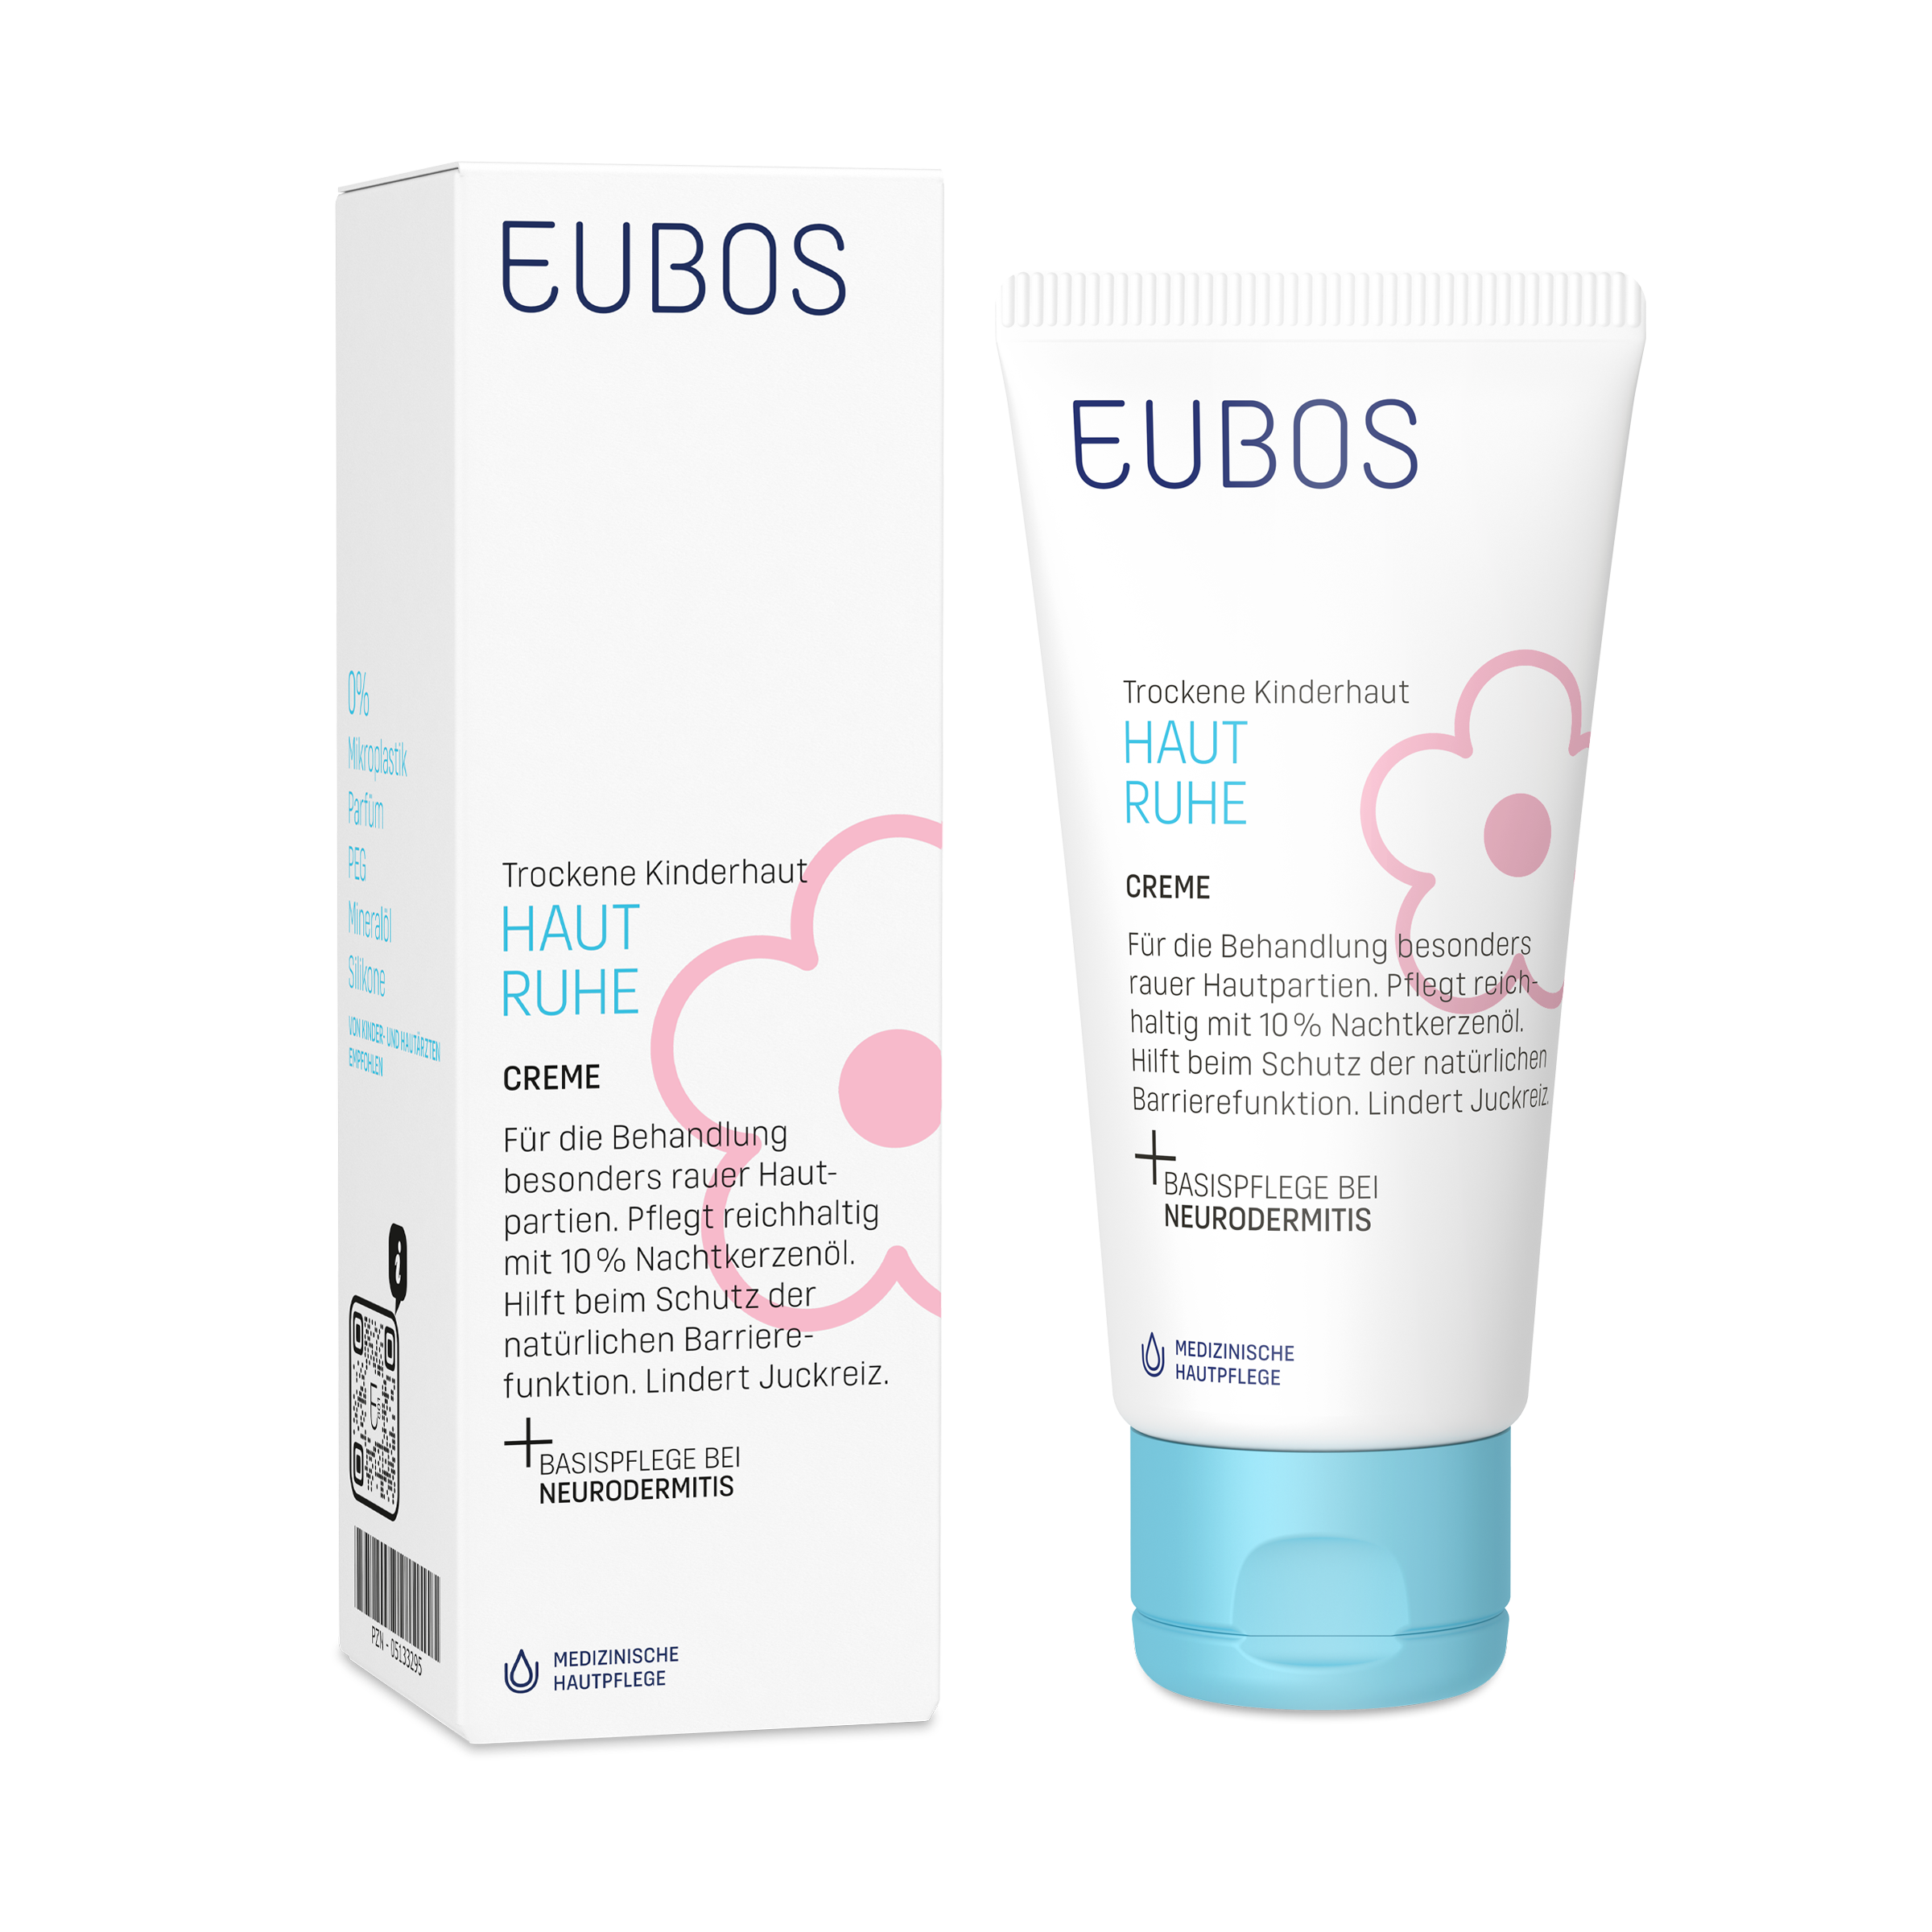 EUBOS
Trockene Kinderhaut
HAUT
RUHE
CREME
Für die Behandlung
besonders rauer Haut-
partien. Pflegt reichhaltig
mit 10% Nachtkerzenöl.
Hilft beim Schutz der
natürlichen Barriere-
funktion. Lindert Juckreiz.
BASISPFLEGE BEI
NEURODERMITIS
MEDIZINISCHE
HAUTPFLEGE
0%
Mikroplastik
Parfüm
PEG
Mineralöl
Silikone
VON KINDER- UND HAUTÄRZTEN
EMPFOHLEN
i
PZN - 05133295
EUBOS
Trockene Kinderhaut
HAUT
RUHE
CREME
Für die Behandlung besonders
rauer Hautpartien. Pflegt reich-
haltig mit 10% Nachtkerzenöl.
Hilft beim Schutz der natürlichen
Barrierefunktion. Lindert Juckreiz.
BASISPFLEGE BEI
NEURODERMITIS
MEDIZINISCHE
HAUTPFLEGE